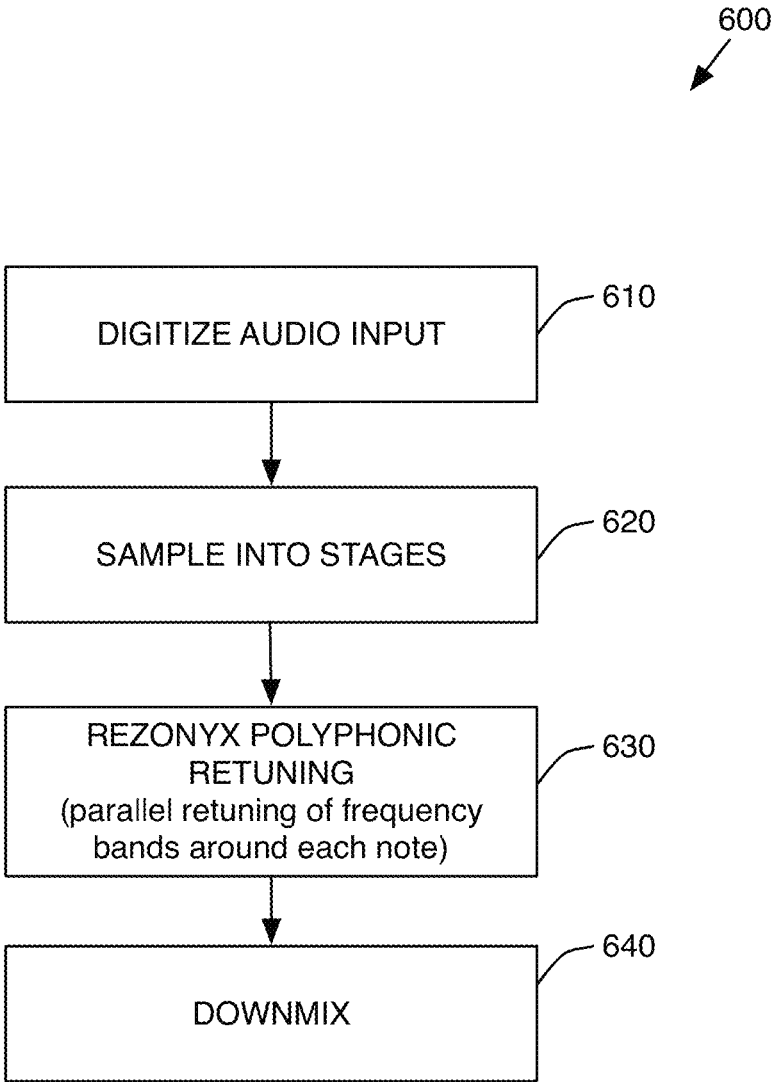 600
DIGITIZE AUDIO INPUT
610
SAMPLE INTO STAGES
620
REZONYX POLYPHONIC
RETUNING
(parallel retuning of frequency
bands around each note)
630
DOWNMIX
640